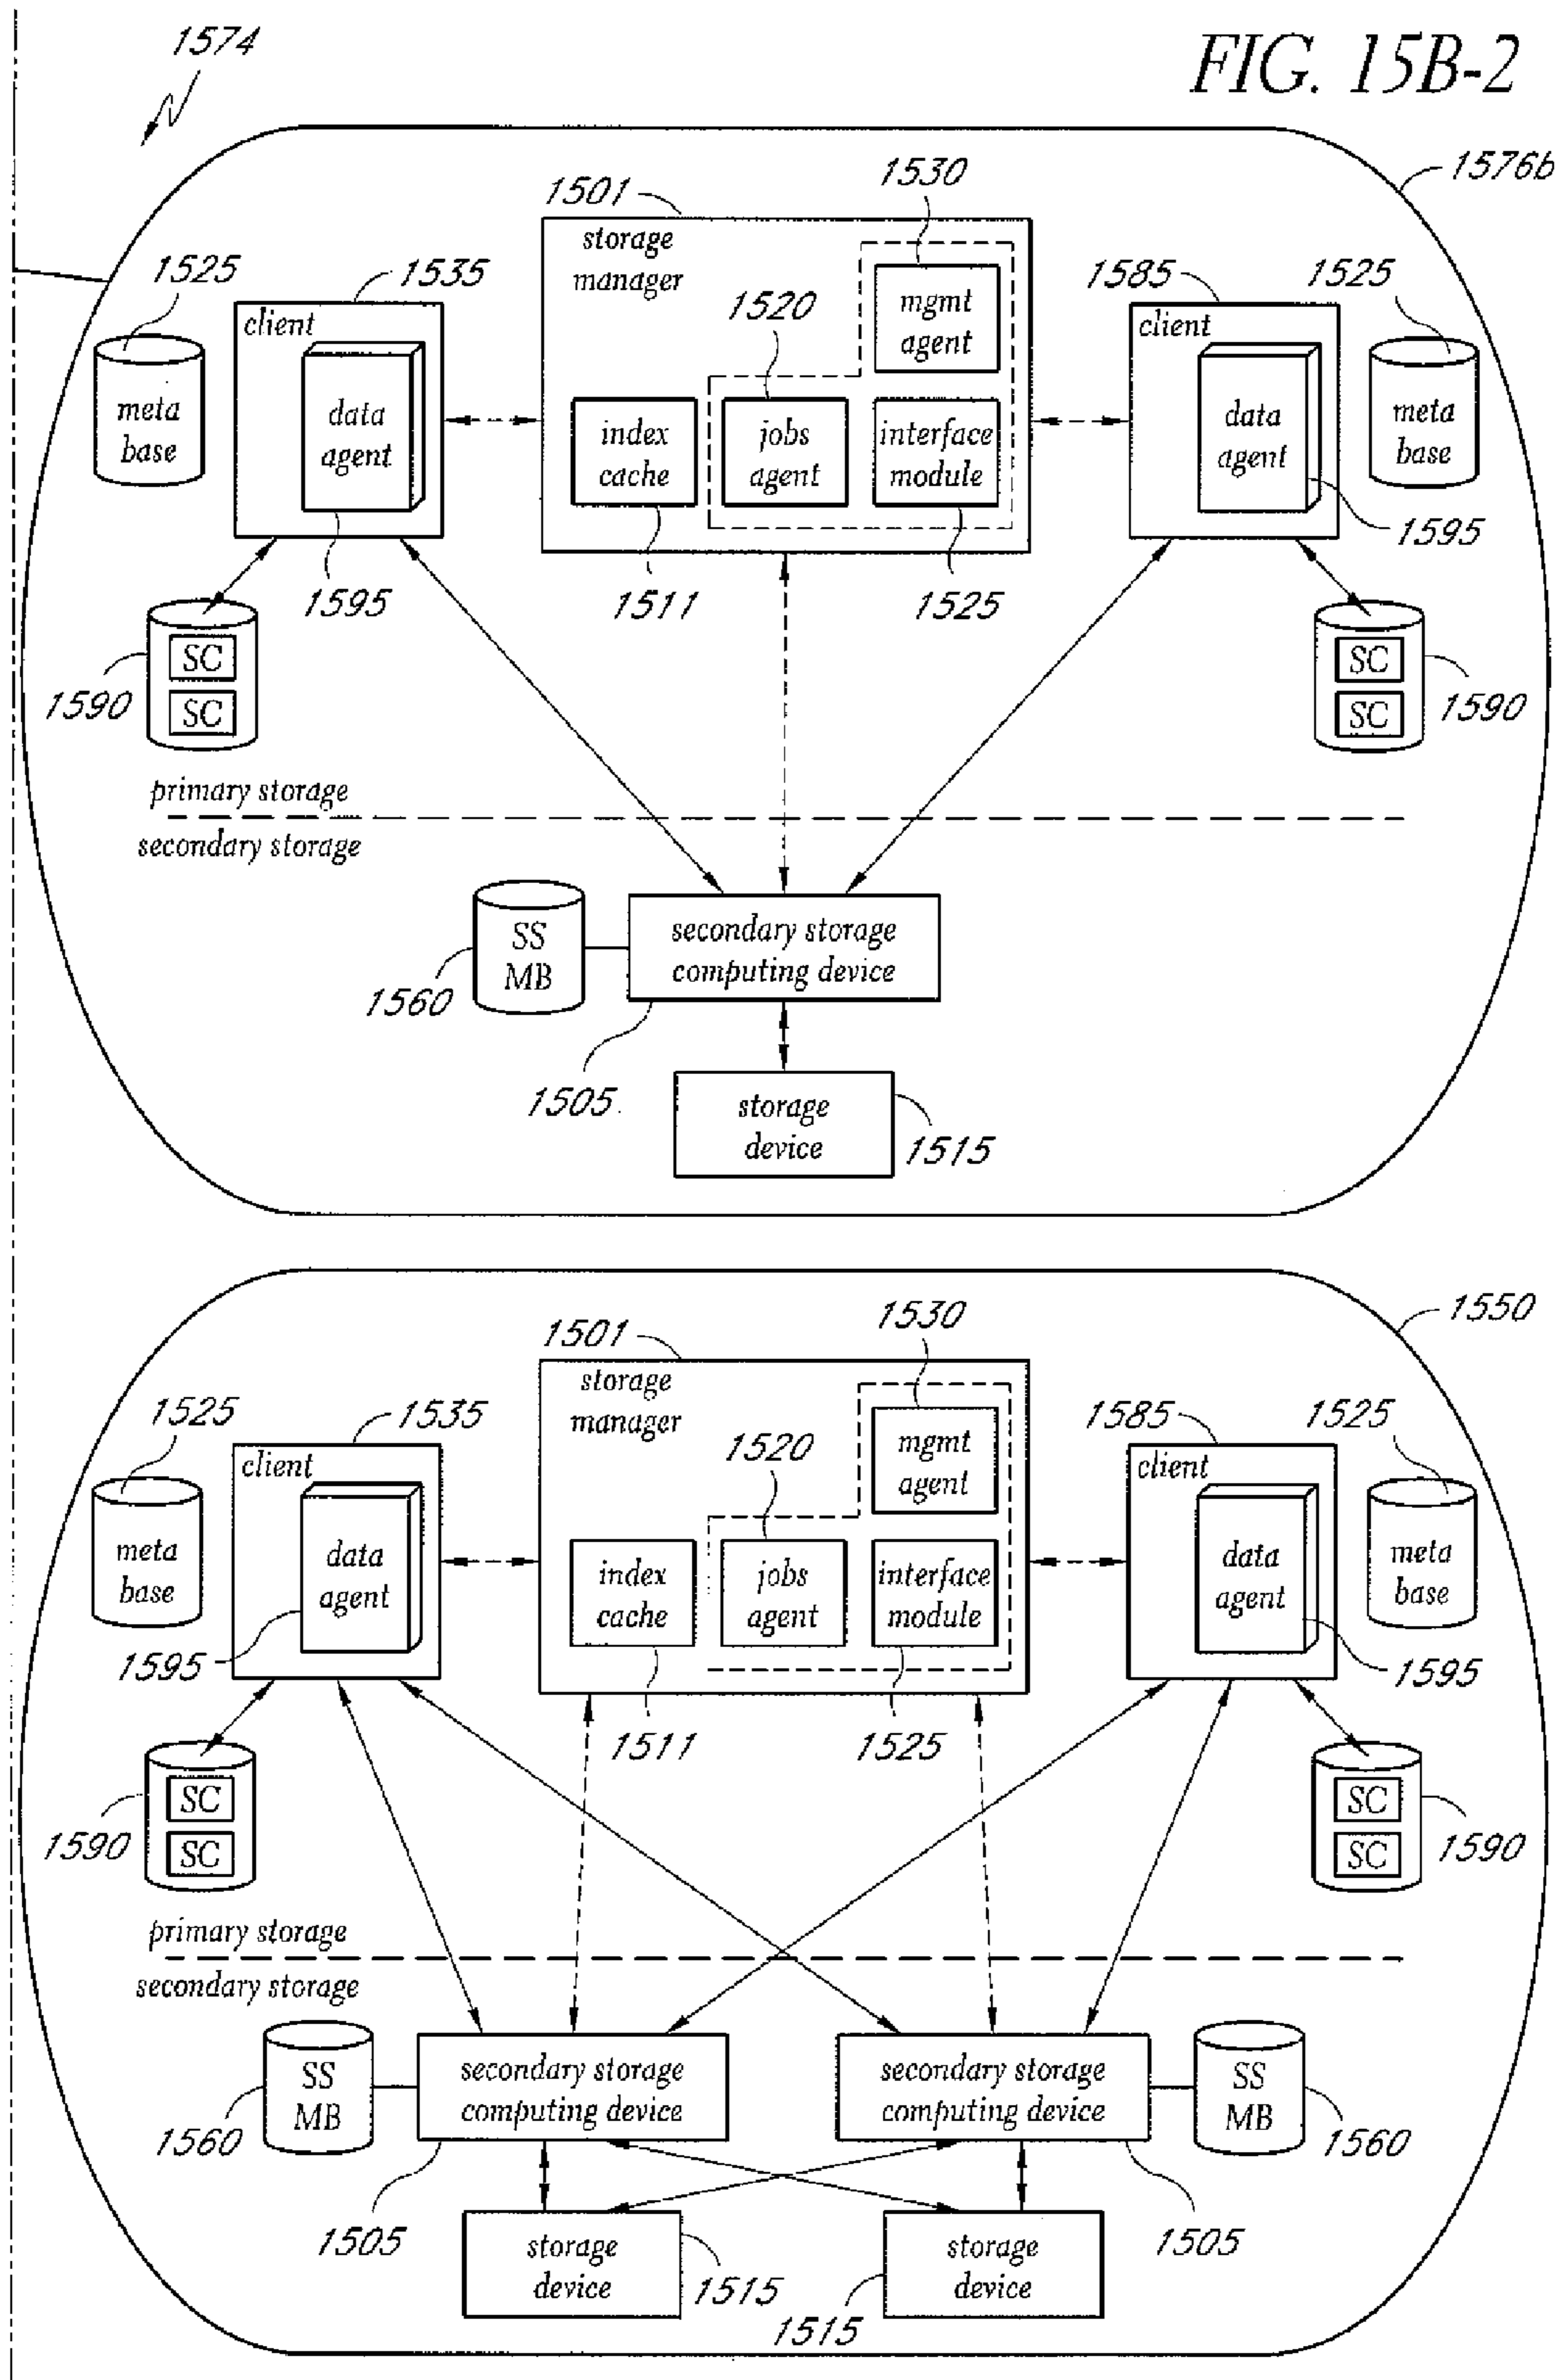 FIG. 15B-2
1574
1576b
1501
1530
storage
manager
1525
1535
1585
1525
client
1520
mgmt
agent
client
meta
base
data
agent
index
cache
jobs
agent
interface
module
data
agent
meta
base
1595
1595
1511
1525
SC
SC
1590
SC
SC
1590
primary storage
secondary storage
SS
MB
secondary storage
computing device
1560
1505
storage
device
1515
1550
1501
1530
storage
manager
1525
1535
1585
1525
client
1520
mgmt
agent
client
meta
base
data
agent
index
cache
jobs
agent
interface
module
data
agent
meta
base
1595
1595
1511
1525
SC
SC
1590
SC
SC
1590
primary storage
secondary storage
SS
MB
secondary storage
computing device
secondary storage
computing device
SS
MB
1560
1560
1505
1505
storage
device
storage
device
1515
1515